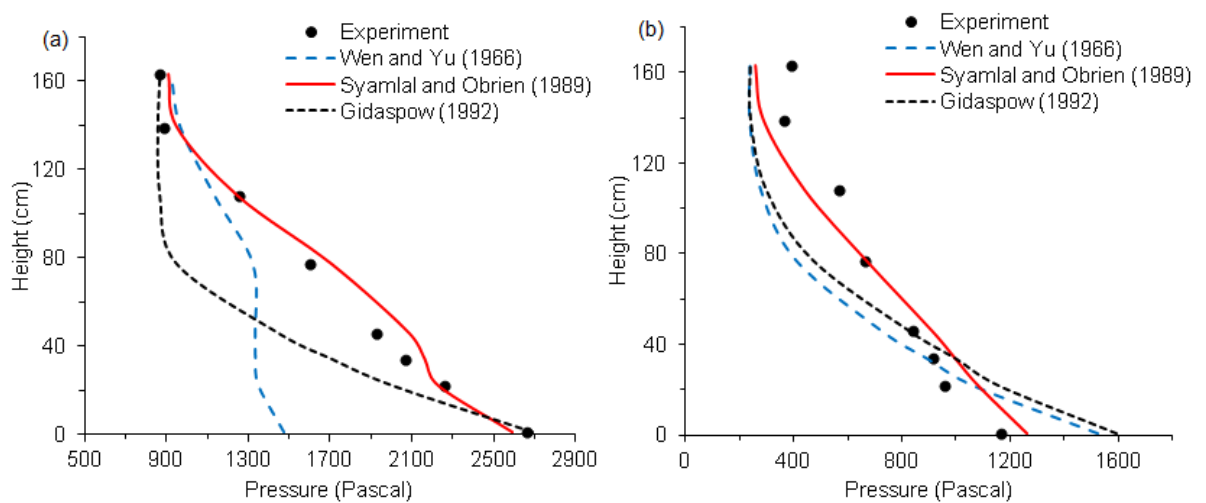 (a)
Experiment
Wen and Yu (1966)
Syamlal and Obrien (1989)
Gidaspow (1992)
160
120
80
40
0
Height (cm)
500 900 1300 1700 2100 2500 2900
Pressure (Pascal)
(b)
Experiment
Wen and Yu (1966)
Syamlal and Obrien (1989)
Gidaspow (1992)
160
120
80
40
0
Height (cm)
0 400 800 1200 1600
Pressure (Pascal)